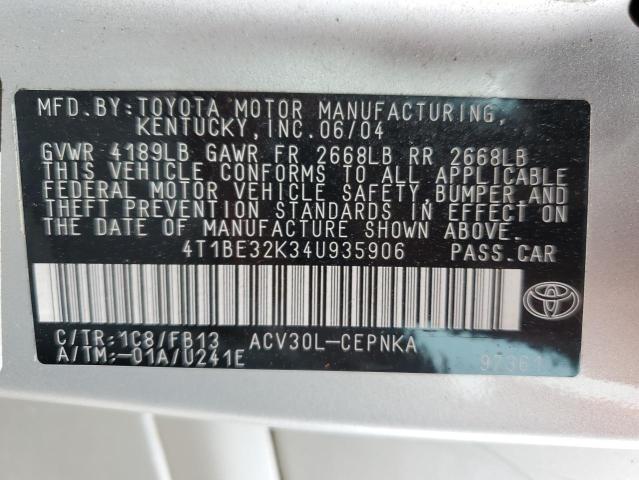 MFD.BY:TOYOTA MOTOR MANUFACTURING,
KENTUCKY,INC.06/04
GVWR 4189LB GAWR FR 2668LB RR 2668LB
THIS VEHICLE CONFORMS TO ALL APPLICABLE
FEDERAL MOTOR VEHICLE SAFETY,BUMPER,AND
THEFT PREVENTION STANDARDS IN EFFECT ON
THE DATE OF MANUFACTURE SHOWN ABOVE.
4T1BE32K34U935906 PASS.CAR
C/TR:1C8/FB13 ACV30L-CEPNKA
A/TM:-01A/U241E